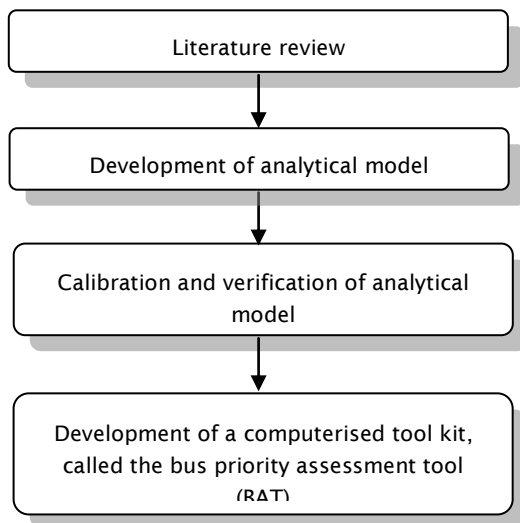 Literature review
Development of analytical model
Calibration and verification of analytical
model
Development of a computerised tool kit,
called the bus priority assessment tool